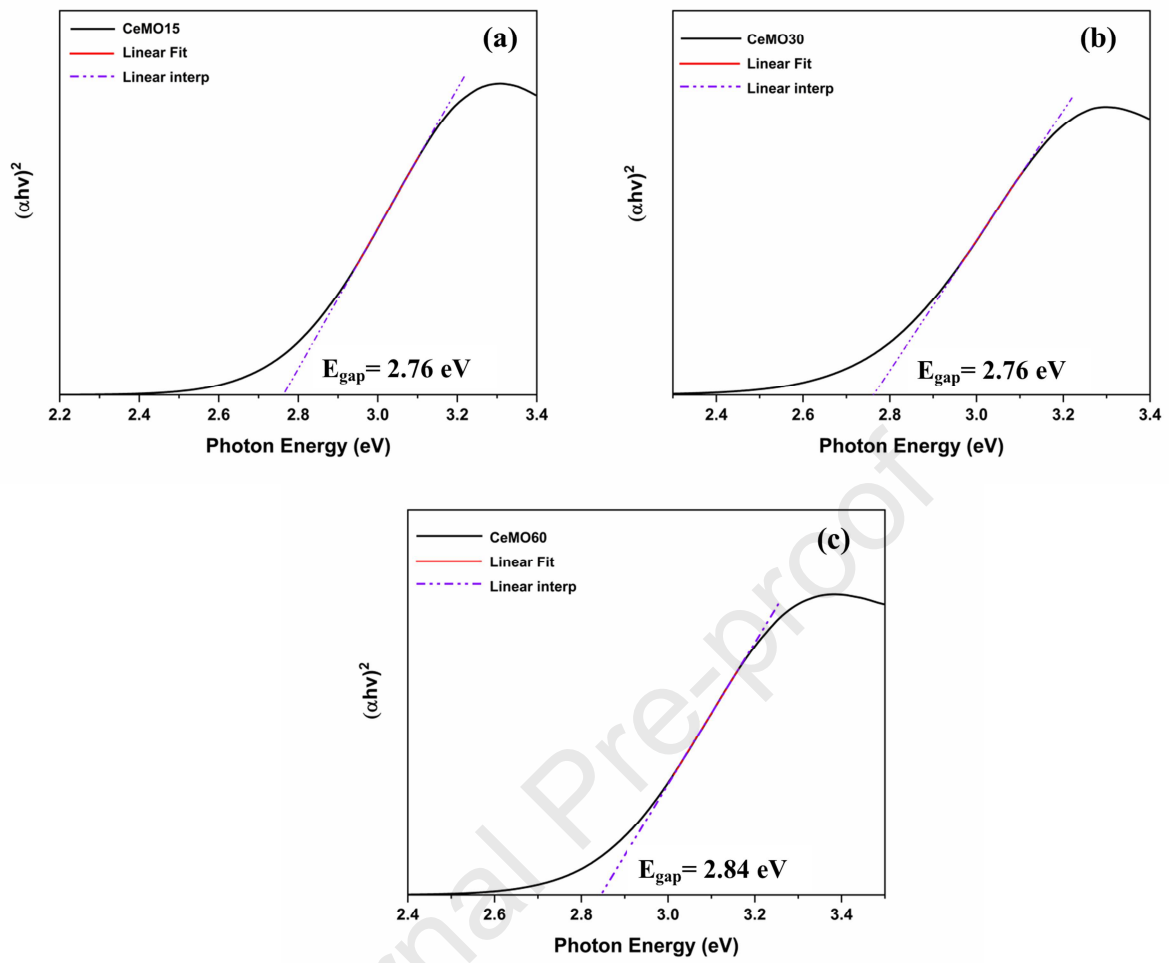 CeMO15
Linear Fit
Linear interp
(a)
(αhν)²
E_gap= 2.76 eV
2.2 2.4 2.6 2.8 3.0 3.2 3.4
Photon Energy (eV)
CeMO30
Linear Fit
Linear interp
(b)
(αhν)²
E_gap= 2.76 eV
2.4 2.6 2.8 3.0 3.2 3.4
Photon Energy (eV)
CeMO60
Linear Fit
Linear interp
(c)
(αhν)²
E_gap= 2.84 eV
2.4 2.6 2.8 3.0 3.2 3.4
Photon Energy (eV)
rnal Pre-proof